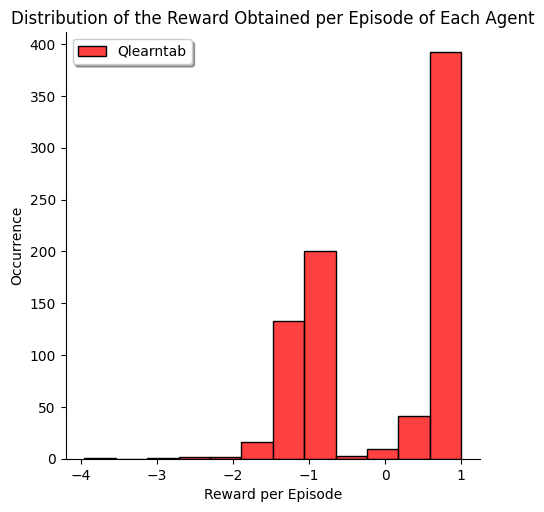 Distribution of the Reward Obtained per Episode of Each Agent
Qlearntab
400
350
300
250
200
150
100
50
0
Occurrence
−4 −3 −2 −1 0 1
Reward per Episode